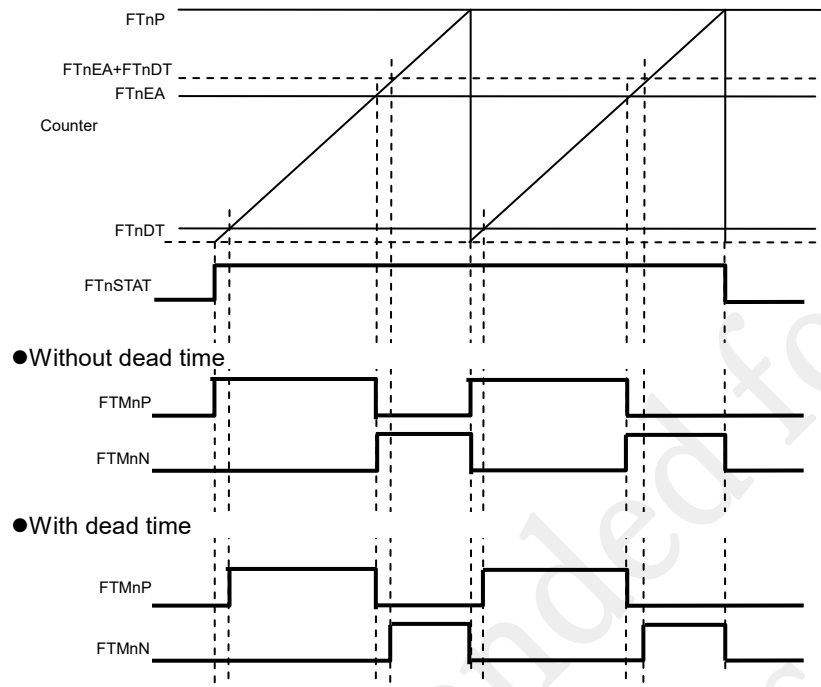 FTnP
FTnEA+FTnDT
FTnEA
Counter
FTnDT
FTnSTAT
●Without dead time
FTMnP
FTMnN
●With dead time
FTMnP
FTMnN